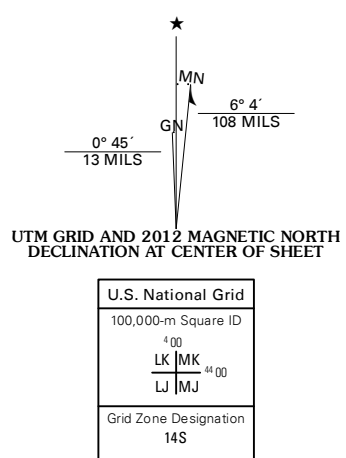 ★
MN
GN
6° 4´
108 MILS
0° 45´
13 MILS
UTM GRID AND 2012 MAGNETIC NORTH
DECLINATION AT CENTER OF SHEET
U.S. National Grid
100,000-m Square ID
4 00
LK MK
44 00
LJ MJ
Grid Zone Designation
14S